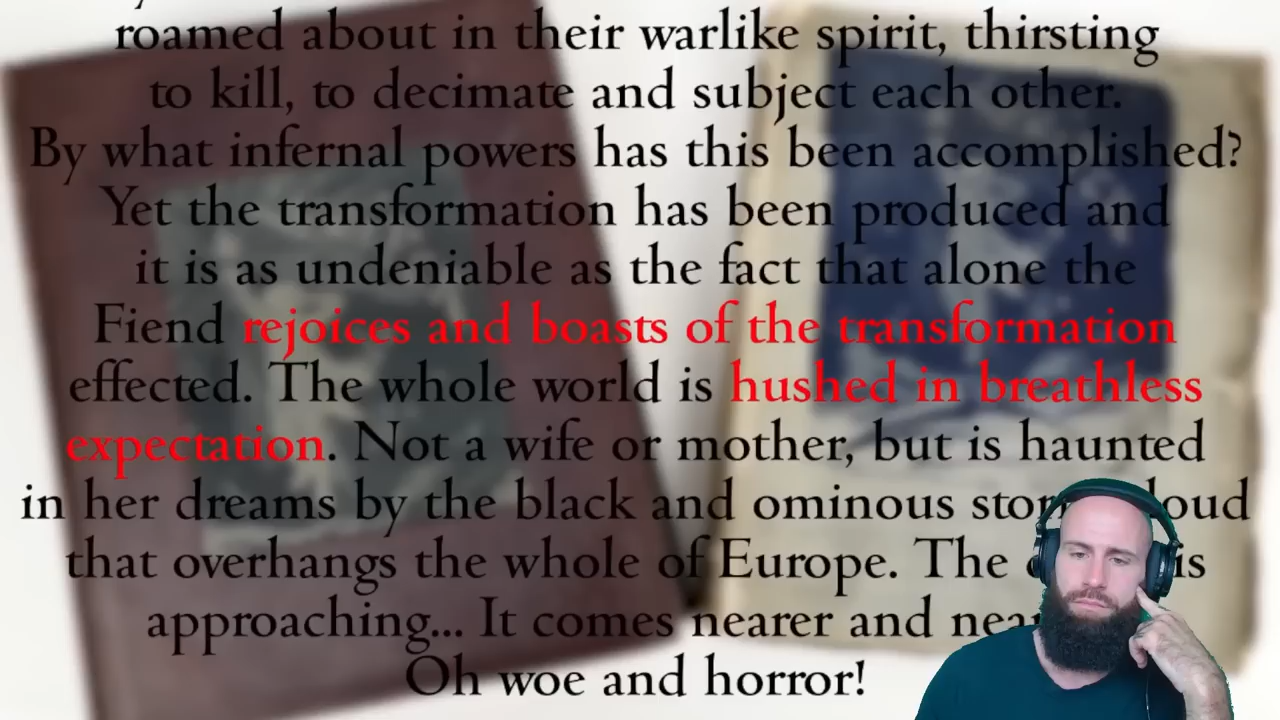 roamed about in their warlike spirit, thirsting
to kill, to decimate and subject each other.
By what infernal powers has this been accomplished?
Yet the transformation has been produced and
it is as undeniable as the fact that alone the
Fiend rejoices and boasts of the transformation
effected. The whole world is hushed in breathless
expectation. Not a wife or mother, but is haunted
in her dreams by the black and ominous
that overhangs the whole of Europe. The is
approaching... It comes nearer and
Oh woe and horror!